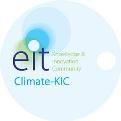 eit
Knowledge &
Innovation
Community
Climate-KIC